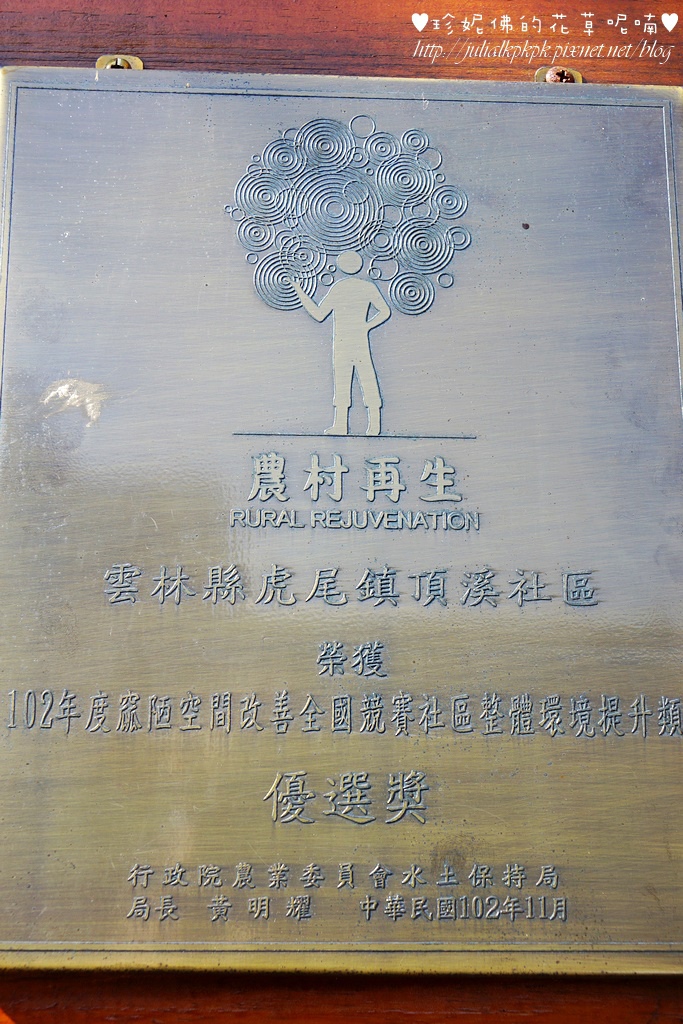 ♥珍妮佛的花草呢喃♥
http://julialkpkpk.pixnet.net/blog
農村再生
RURAL REJUVENATION
雲林縣虎尾鎮頂溪社區
榮獲
102年度窳陋空間改善全國競賽社區整體環境提升類
優選獎
行政院農業委員會水土保持局
局長 黃明耀 中華民國102年11月